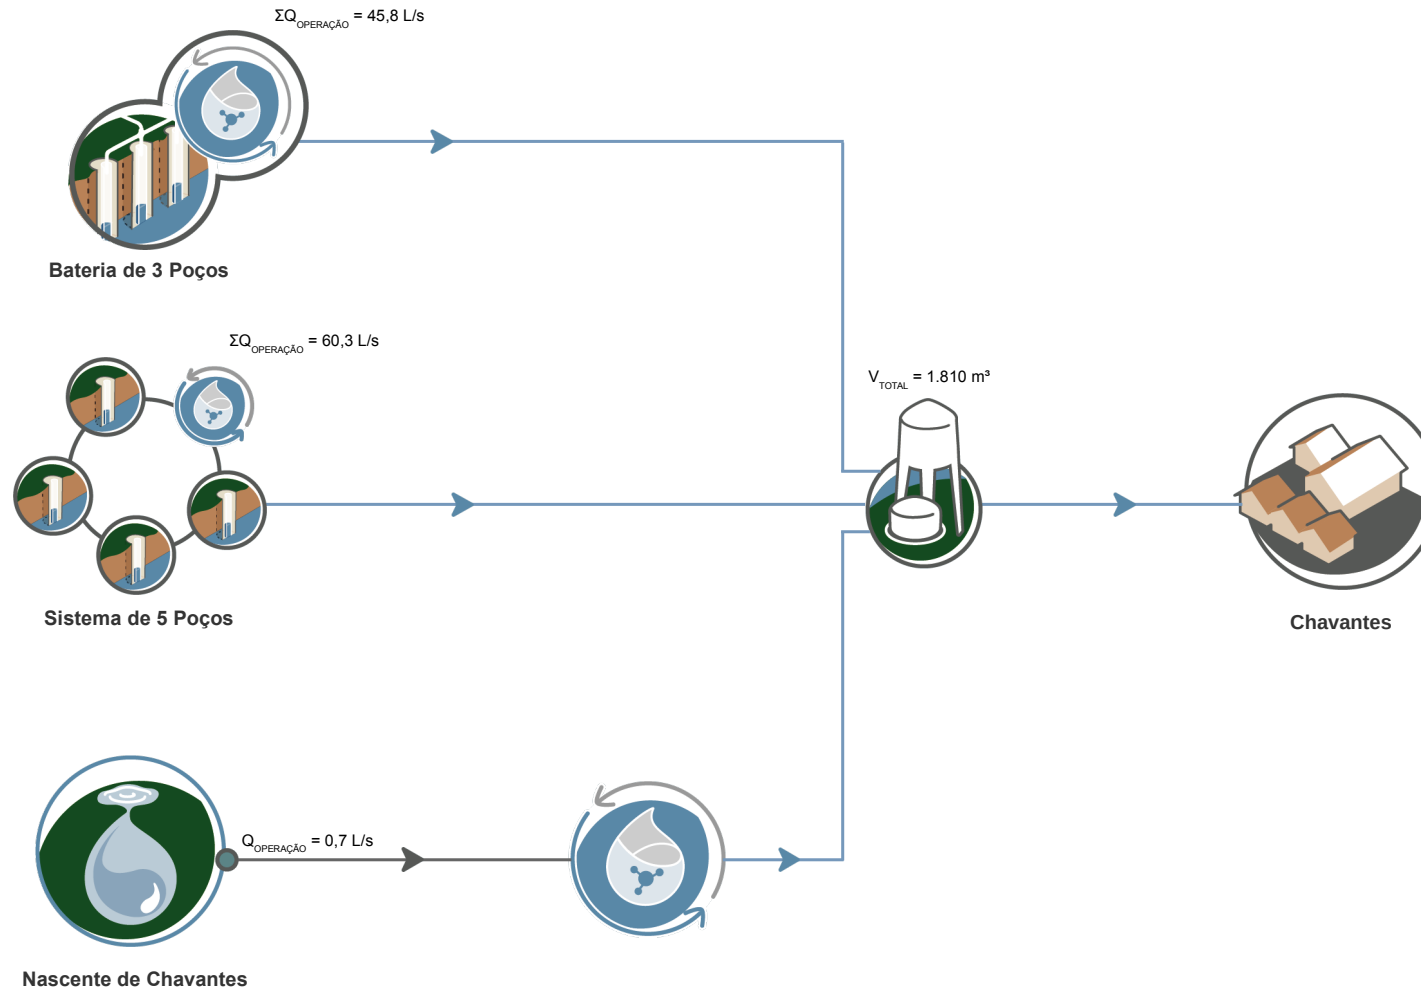 ΣQOPERAÇÃO = 45,8 L/s
Bateria de 3 Poços
ΣQOPERAÇÃO = 60,3 L/s
VTOTAL = 1.810 m³
Sistema de 5 Poços
Chavantes
QOPERAÇÃO = 0,7 L/s
Nascente de Chavantes